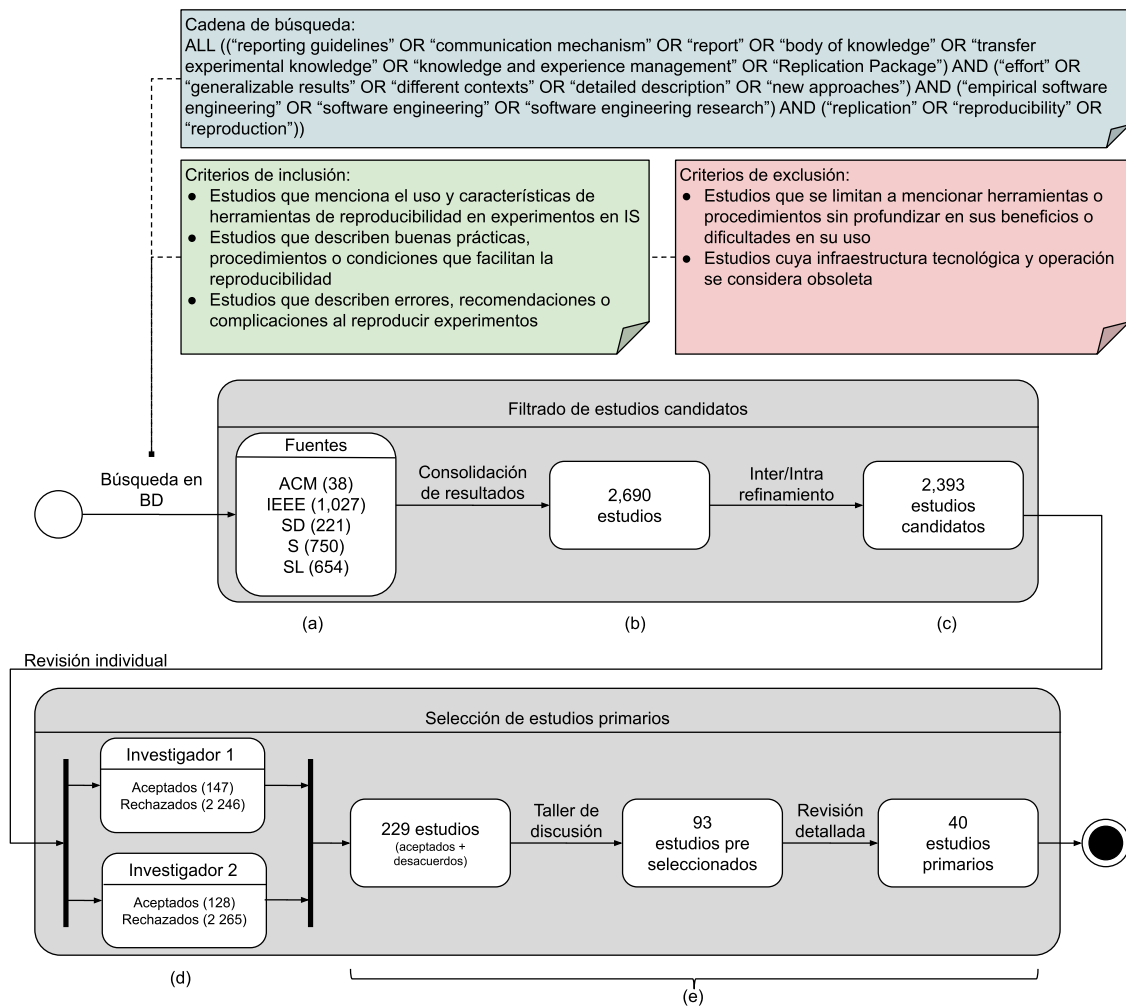 Cadena de búsqueda:
ALL ((“reporting guidelines” OR “communication mechanism” OR “report” OR “body of knowledge” OR “transfer
experimental knowledge” OR “knowledge and experience management” OR “Replication Package”) AND (“effort” OR
“generalizable results” OR “different contexts” OR “detailed description” OR “new approaches”) AND (“empirical software
engineering” OR “software engineering” OR “software engineering research”) AND (“replication” OR “reproducibility” OR
“reproduction”))
Criterios de inclusión:
● Estudios que menciona el uso y características de
herramientas de reproducibilidad en experimentos en IS
● Estudios que describen buenas prácticas,
procedimientos o condiciones que facilitan la
reproducibilidad
● Estudios que describen errores, recomendaciones o
complicaciones al reproducir experimentos
Criterios de exclusión:
● Estudios que se limitan a mencionar herramientas o
procedimientos sin profundizar en sus beneficios o
dificultades en su uso
● Estudios cuya infraestructura tecnológica y operación
se considera obsoleta
Filtrado de estudios candidatos
Búsqueda en
BD
Fuentes
ACM (38)
IEEE (1,027)
SD (221)
S (750)
SL (654)
Consolidación
de resultados
2,690
estudios
Inter/Intra
refinamiento
2,393
estudios
candidatos
(a)
(b)
(c)
Revisión individual
Selección de estudios primarios
Investigador 1
Aceptados (147)
Rechazados (2 246)
Investigador 2
Aceptados (128)
Rechazados (2 265)
229 estudios
(aceptados +
desacuerdos)
Taller de
discusión
93
estudios pre
seleccionados
Revisión
detallada
40
estudios
primarios
(d)
(e)